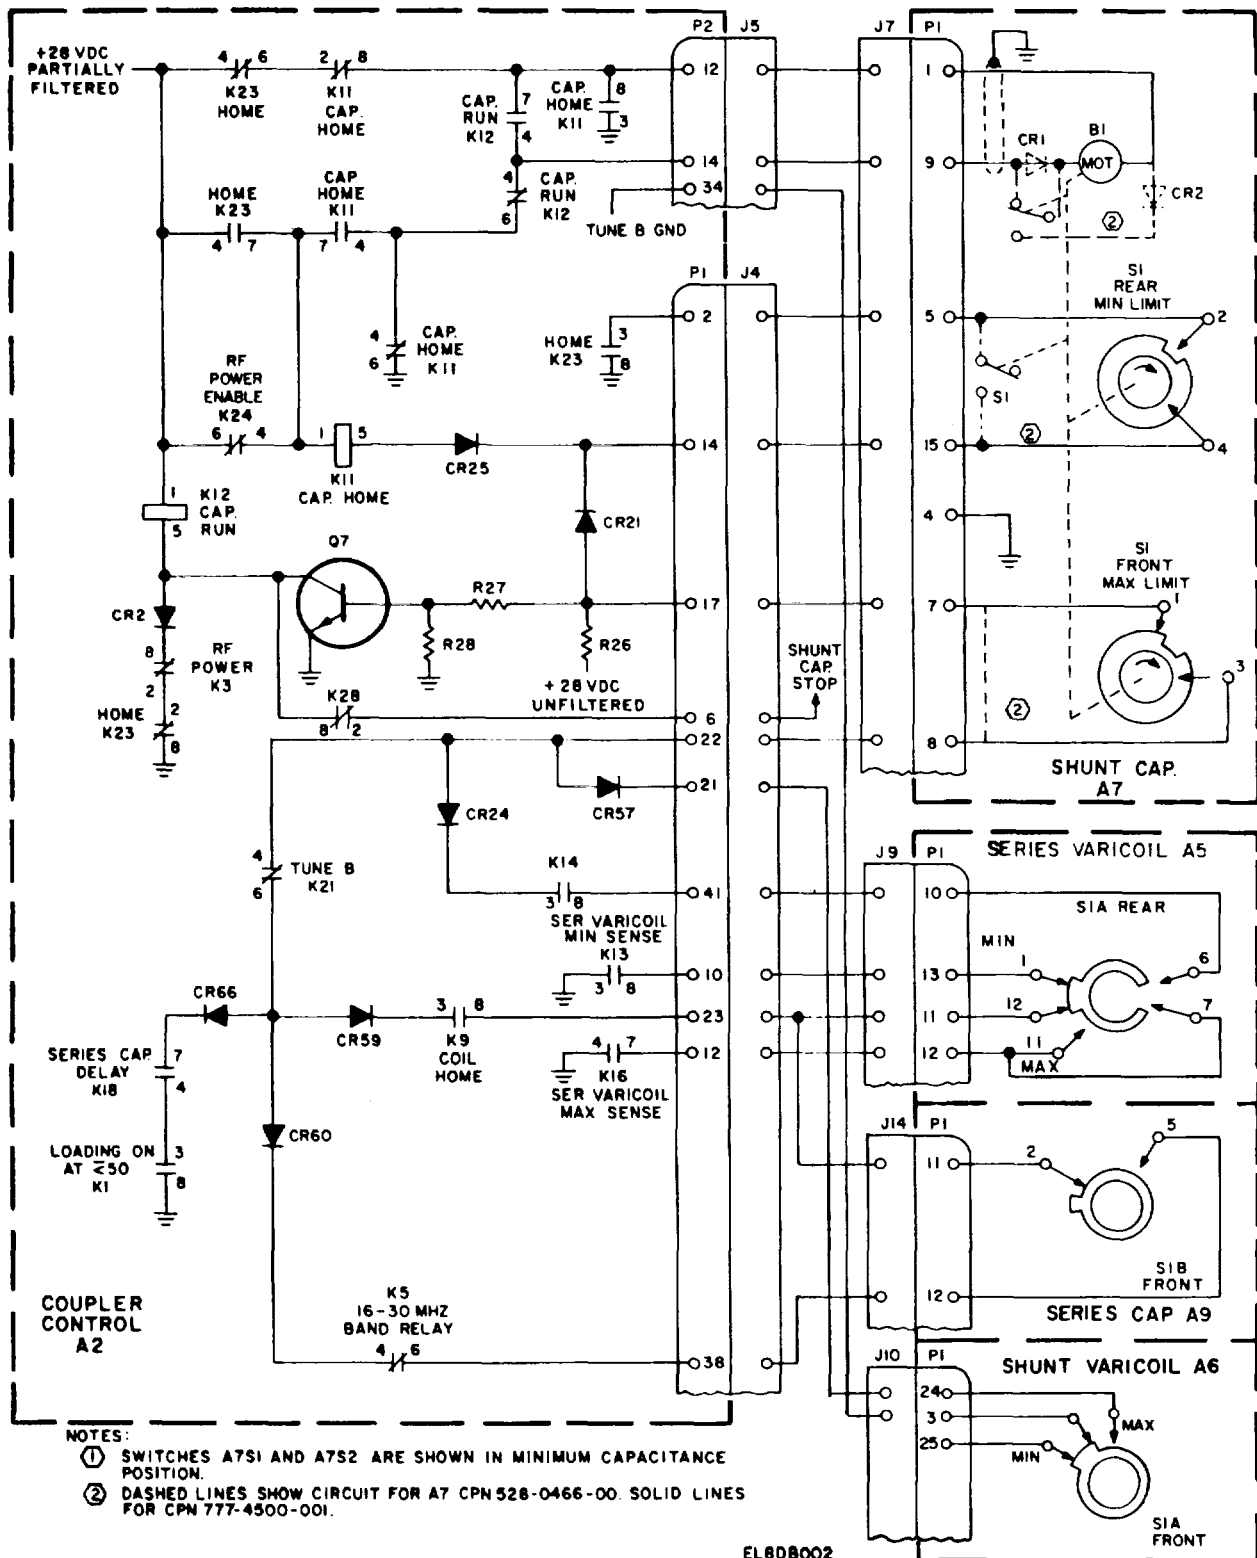 P2 J5 J7 P1
+28 VDC
PARTIALLY
FILTERED
4 6
K23
HOME
2 8
K11
CAP.
HOME
7
CAP.
RUN
K12
4
CAP.
HOME
K11
8
3
12
1
CR1
B1
MOT
CR2
14
9
34
4
CAP.
RUN
K12
6
TUNE B GND
HOME
K23
4 7
CAP
HOME
K11
7 4
2
P1 J4
S1
REAR
MIN LIMIT
2
HOME
K23
3
8
5
2
4
6
CAP.
HOME
K11
S1
2
RF
POWER
ENABLE
K24
6 4
1 5
K11
CAP. HOME
CR25
14
15
4
1
K12
CAP.
RUN
5
Q7
CR21
4
S1
FRONT
MAX LIMIT
R27
17
7
1
CR2
R28
R26
3
8
RF
POWER
K3
2
+28 VDC
UNFILTERED
SHUNT
CAP.
STOP
2
HOME
K23
2
8
K28
8 2
6
22
8
SHUNT CAP.
A7
21
CR24
CR57
4
TUNE B
K21
6
K14
3 8
41
J9 P1
SERIES VARICOIL A5
10
S1A REAR
SER VARICOIL
MIN SENSE
K13
3 8
10
MIN
13
1
6
CR66
CR59
3 8
K9
COIL
HOME
23
11
12
7
SERIES CAP
DELAY
K18
7
4
4 7
K16
SER VARICOIL
MAX SENSE
12
12
11
MAX
CR60
J14 P1
LOADING ON
AT <50
K1
3
8
11
2
5
S1B
FRONT
12
SERIES CAP A9
COUPLER
CONTROL
A2
K5
16-30 MHZ
BAND RELAY
4 6
38
J10 P1
SHUNT VARICOIL A6
24
3
25
MAX
MIN
S1A
FRONT
NOTES:
1 SWITCHES A7S1 AND A7S2 ARE SHOWN IN MINIMUM CAPACITANCE
POSITION.
2 DASHED LINES SHOW CIRCUIT FOR A7 CPN 528-0466-00. SOLID LINES
FOR CPN 777-4500-001.
EL8DB002